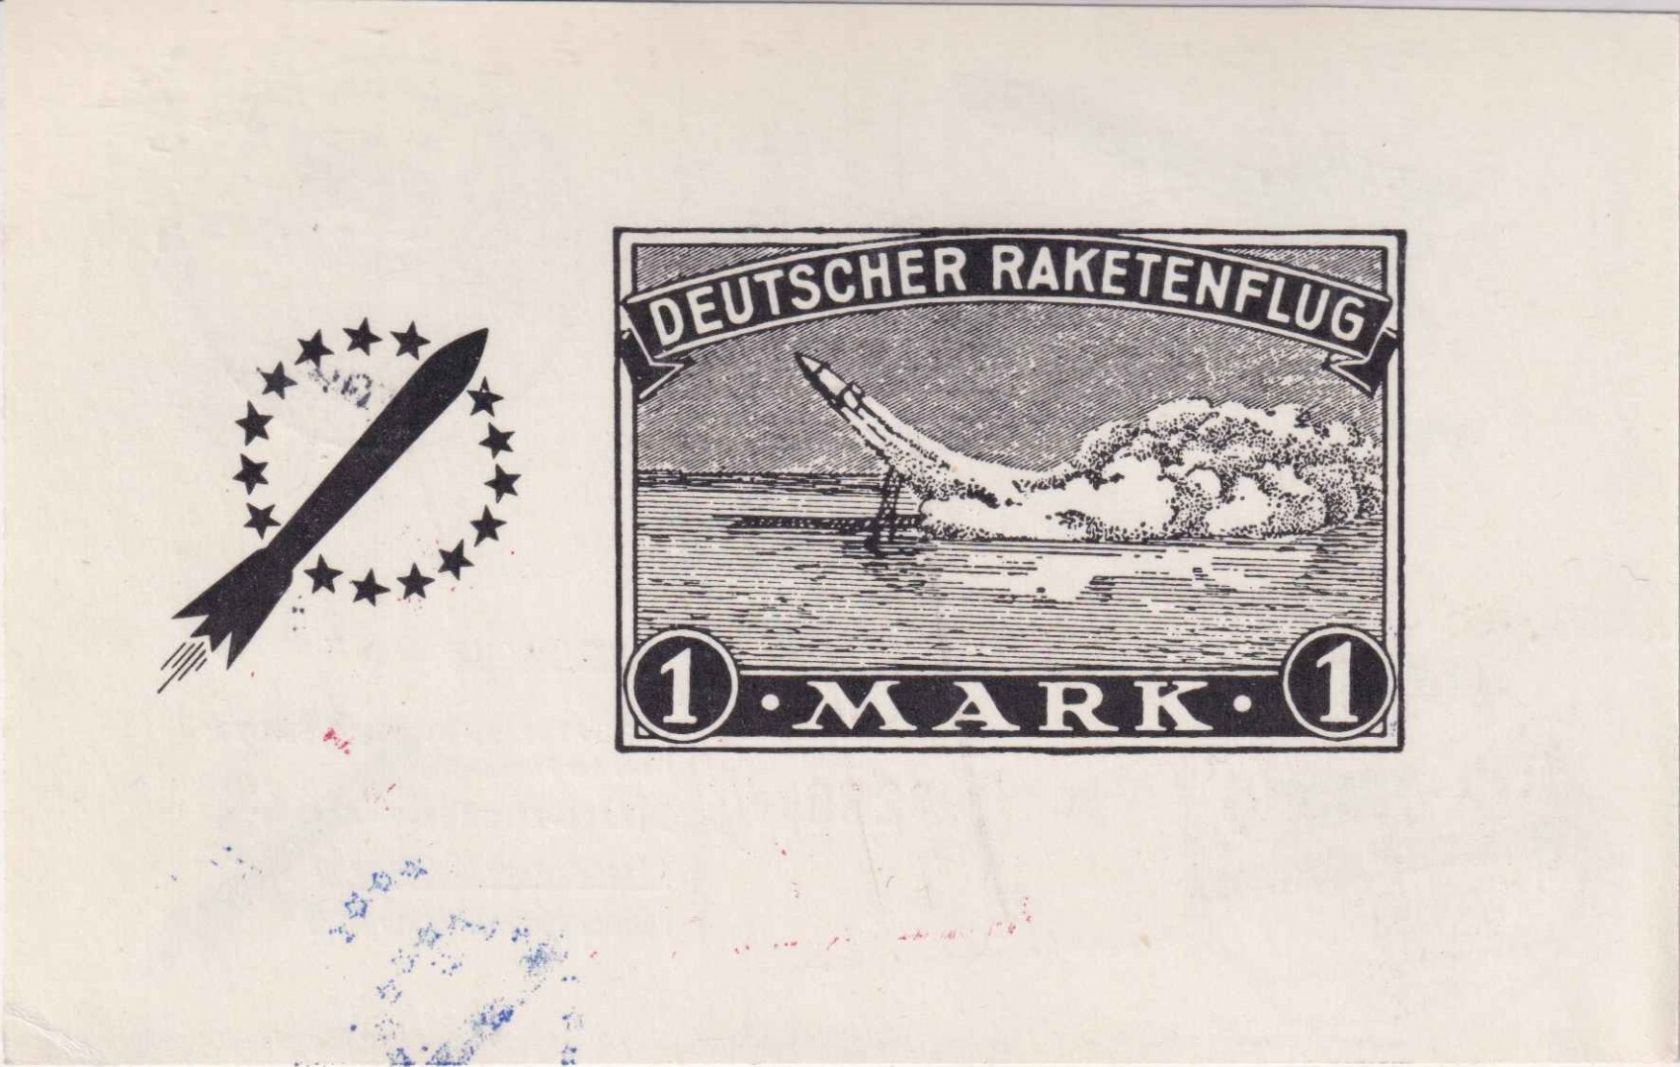 DEUTSCHER RAKETENFLUG
1 · MARK · 1